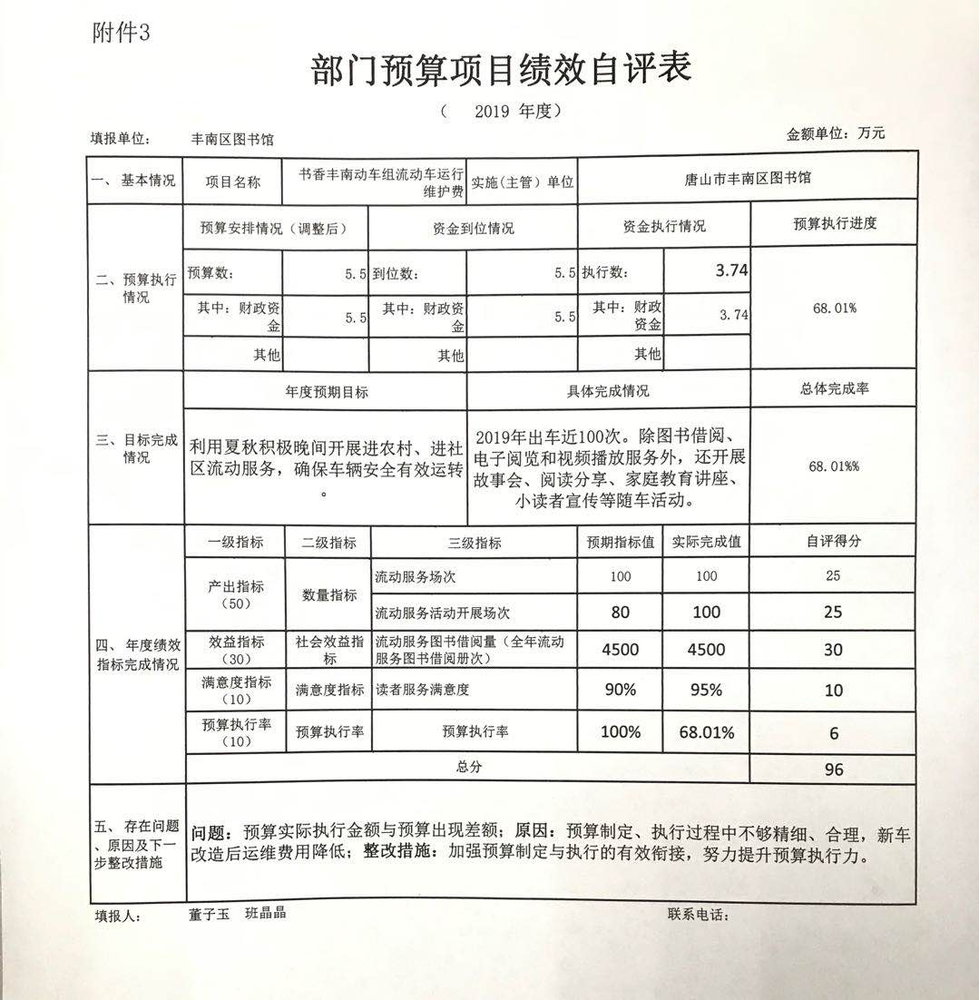 附件3
部门预算项目绩效自评表
（ 2019 年度）
填报单位： 丰南区图书馆 金额单位：万元
一、基本情况 项目名称 书香丰南动车组流动车运行
维护费 实施(主管）单位 唐山市丰南区图书馆
二、预算执行
情况
预算安排情况（调整后） 资金到位情况 资金执行情况 预算执行进度
预算数： 5.5 到位数： 5.5 执行数： 3.74
68.01%
其中：财政资
金 5.5 其中：财政资
金 5.5 其中：财政
资金 3.74
其他 其他 其他
三、目标完成
情况
年度预期目标 具体完成情况 总体完成率
利用夏秋积极晚间开展进农村、进社
区流动服务，确保车辆安全有效运转
。
2019年出车近100次。除图书借阅、
电子阅览和视频播放服务外，还开展
故事会、阅读分享、家庭教育讲座、
小读者宣传等随车活动。
68.01%%
四、年度绩效
指标完成情况
一级指标 二级指标 三级指标 预期指标值 实际完成值 自评得分
产出指标
（50）
数量指标
流动服务场次 100 100 25
流动服务活动开展场次 80 100 25
效益指标
（30）
社会效益指
标
流动服务图书借阅量（全年流动
服务图书借阅册次）
4500 4500 30
满意度指标
（10）
满意度指标 读者服务满意度 90% 95% 10
预算执行率
（10）
预算执行率 预算执行率 100% 68.01% 6
总分 96
五、存在问题
、原因及下一
步整改措施
问题：预算实际执行金额与预算出现差额；原因：预算制定、执行过程中不够精细、合理，新车
改造后运维费用降低；整改措施：加强预算制定与执行的有效衔接，努力提升预算执行力。
填报人： 董子玉 班晶晶 联系电话：